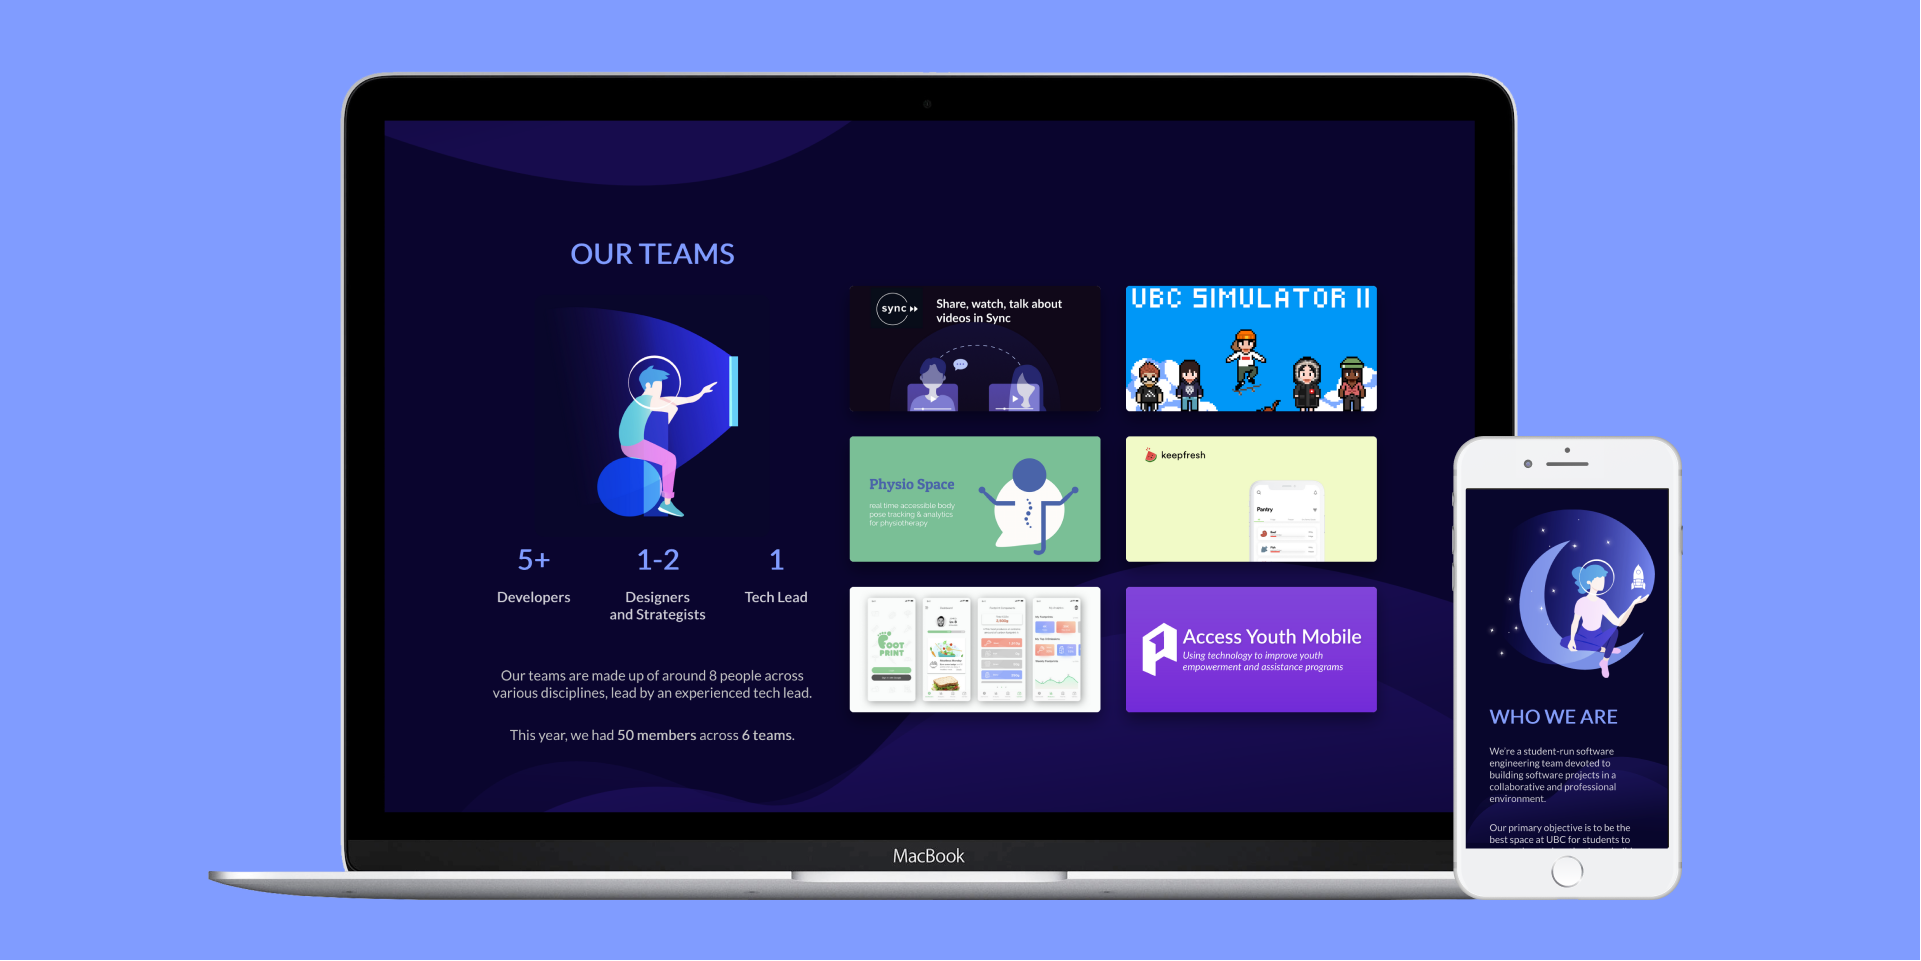 OUR TEAMS
5+
Developers
1-2
Designers
and Strategists
1
Tech Lead
Our teams are made up of around 8 people across
various disciplines, lead by an experienced tech lead.
This year, we had 50 members across 6 teams.
sync
Share, watch, talk about
videos in Sync
UBC SIMULATOR II
Physio Space
real time accessible body
pose tracking & analytics
for physiotherapy
keepfresh
Pantry
FOOT
PRINT
Access Youth Mobile
Using technology to improve youth
empowerment and assistance programs
MacBook
WHO WE ARE
We're a student-run software
engineering team devoted to
building software projects in a
collaborative and professional
environment.
Our primary objective is to be the
best space at UBC for students to